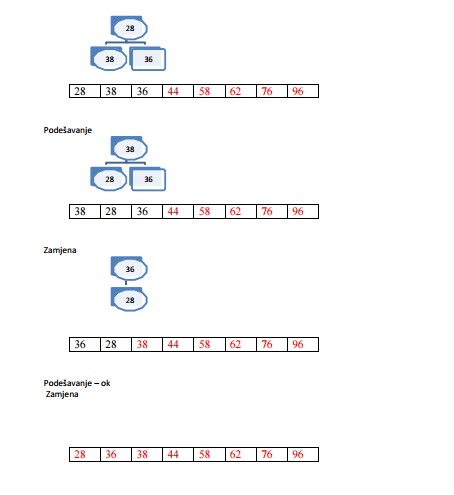 28
38 36
28 38 36 44 58 62 76 96
Podešavanje
38
28 36
38 28 36 44 58 62 76 96
Zamjena
36
28
36 28 38 44 58 62 76 96
Podešavanje – ok
Zamjena
28 36 38 44 58 62 76 96